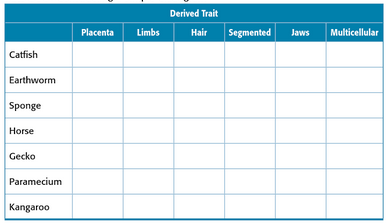 Derived Trait
Placenta Limbs Hair Segmented Jaws Multicellular
Catfish
Earthworm
Sponge
Horse
Gecko
Paramecium
Kangaroo